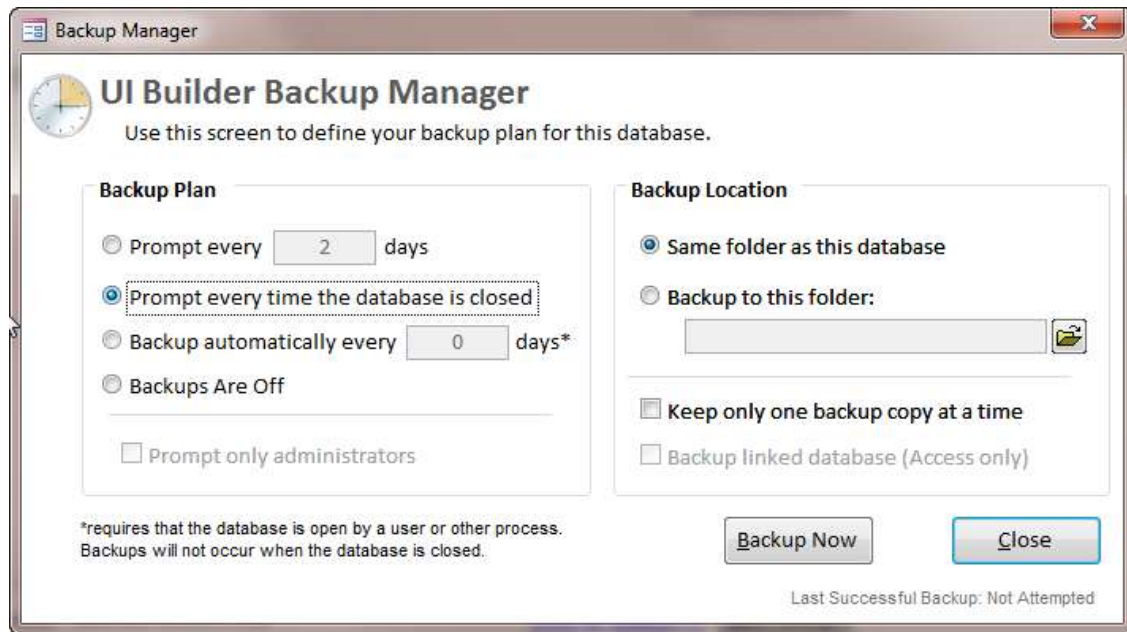 Backup Manager
UI Builder Backup Manager
Use this screen to define your backup plan for this database.
Backup Plan
Prompt every 2 days
Prompt every time the database is closed
Backup automatically every 0 days*
Backups Are Off
Prompt only administrators
Backup Location
Same folder as this database
Backup to this folder:
Keep only one backup copy at a time
Backup linked database (Access only)
*requires that the database is open by a user or other process.
Backups will not occur when the database is closed.
Backup Now
Close
Last Successful Backup: Not Attempted